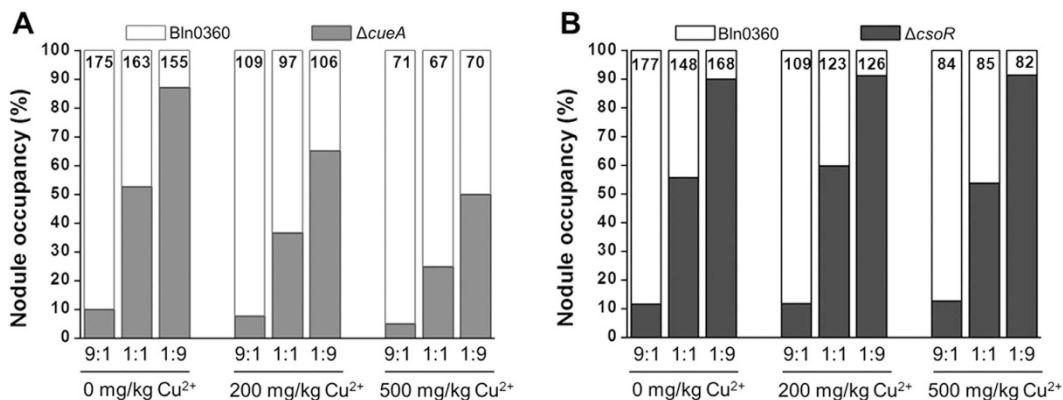 A
Bln0360
ΔcueA
Nodule occupancy (%)
100
90
80
70
60
50
40
30
20
10
0
175 163 155 109 97 106 71 67 70
9:1 1:1 1:9 9:1 1:1 1:9 9:1 1:1 1:9
0 mg/kg Cu²⁺ 200 mg/kg Cu²⁺ 500 mg/kg Cu²⁺
B
Bln0360
ΔcsoR
Nodule occupancy (%)
100
90
80
70
60
50
40
30
20
10
0
177 148 168 109 123 126 84 85 82
9:1 1:1 1:9 9:1 1:1 1:9 9:1 1:1 1:9
0 mg/kg Cu²⁺ 200 mg/kg Cu²⁺ 500 mg/kg Cu²⁺